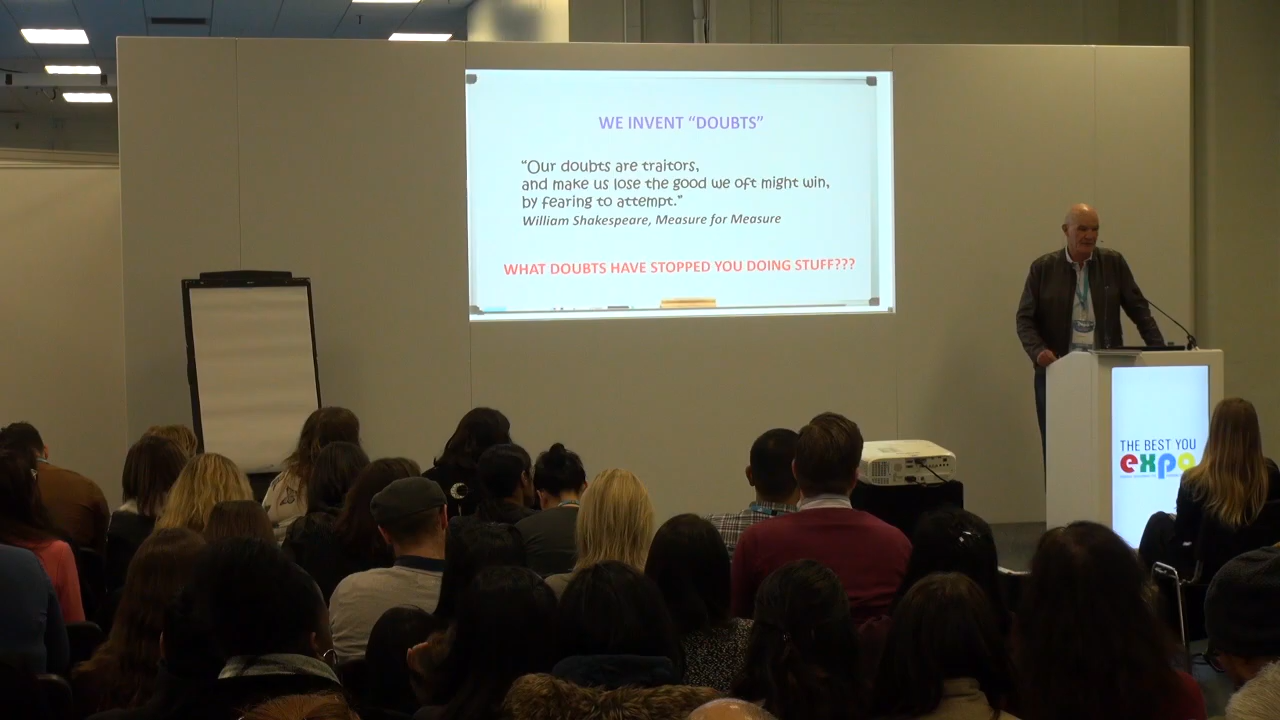 WE INVENT “DOUBTS”
“Our doubts are traitors,
and make us lose the good we oft might win,
by fearing to attempt.”
William Shakespeare, Measure for Measure
WHAT DOUBTS HAVE STOPPED YOU DOING STUFF???
THE BEST YOU
expo